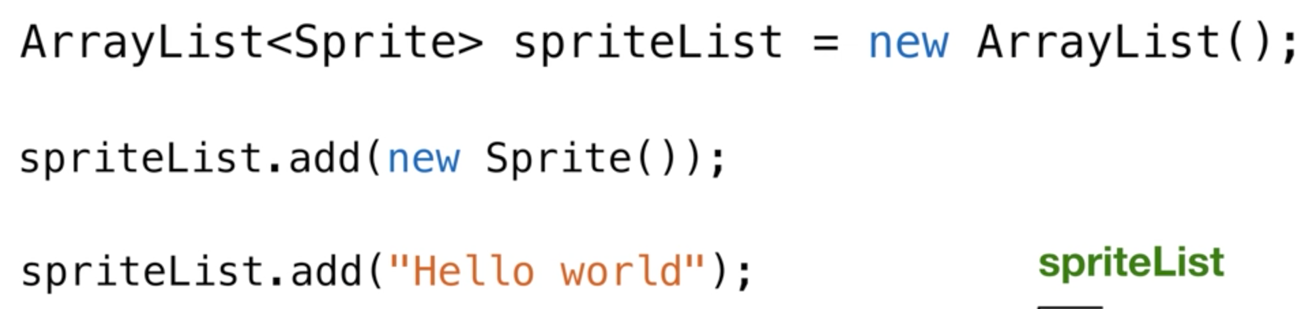 ArrayList<Sprite> spriteList = new ArrayList();
spriteList.add(new Sprite());
spriteList.add("Hello world");
spriteList